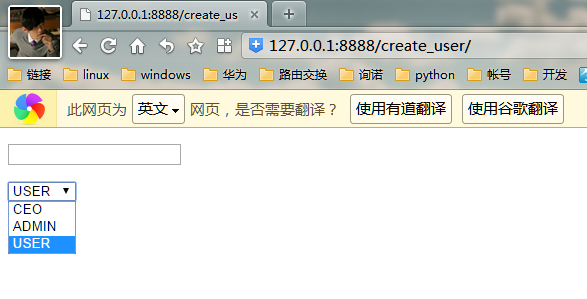 127.0.0.1:8888/create_us
127.0.0.1:8888/create_user/
链接 linux windows 华为 路由交换 询诺 python 帐号 开发
此网页为 英文 网页，是否需要翻译？ 使用有道翻译 使用谷歌翻译
USER
CEO
ADMIN
USER